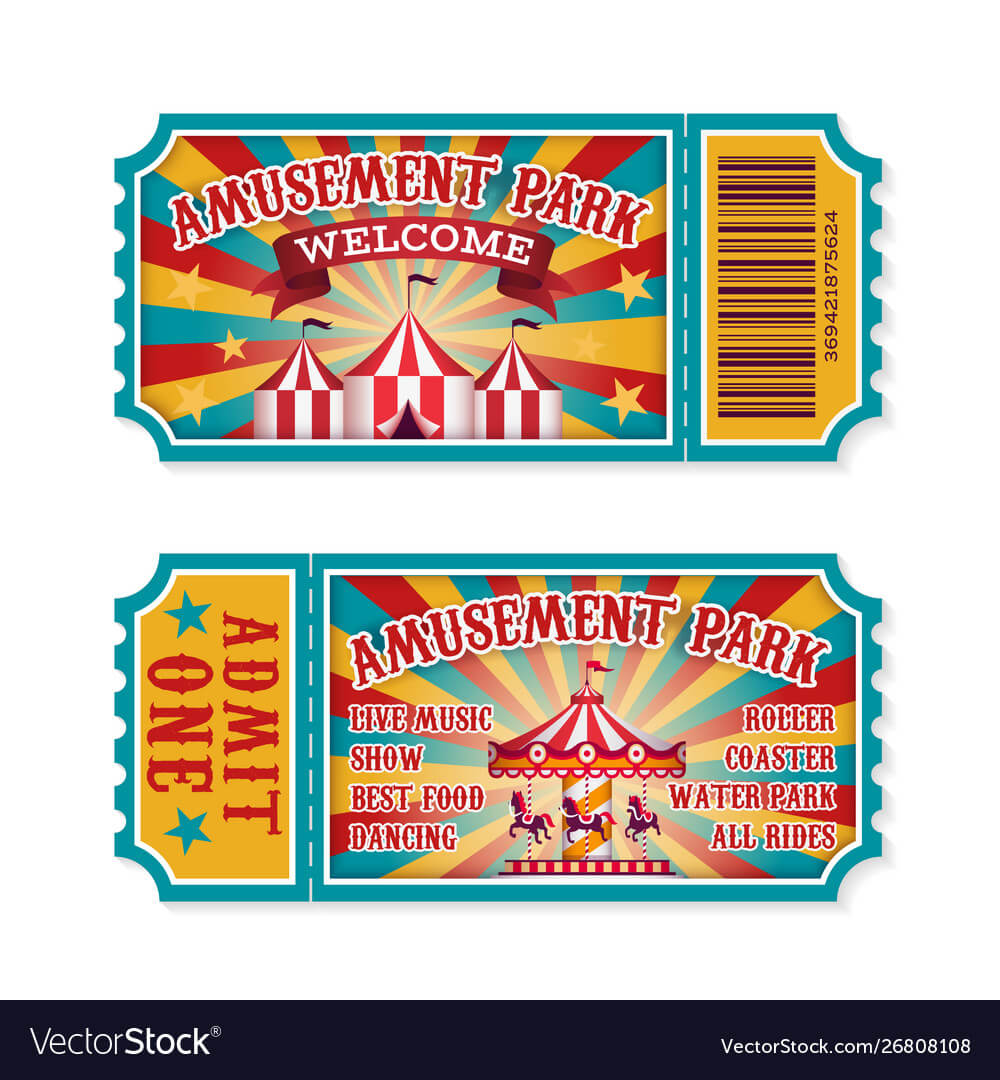 AMUSEMENT PARK
WELCOME
369421875624
ADMIT
ONE
AMUSEMENT PARK
LIVE MUSIC
SHOW
BEST FOOD
DANCING
ROLLER
COASTER
WATER PARK
ALL RIDES
VectorStock®
VectorStock.com/26808108